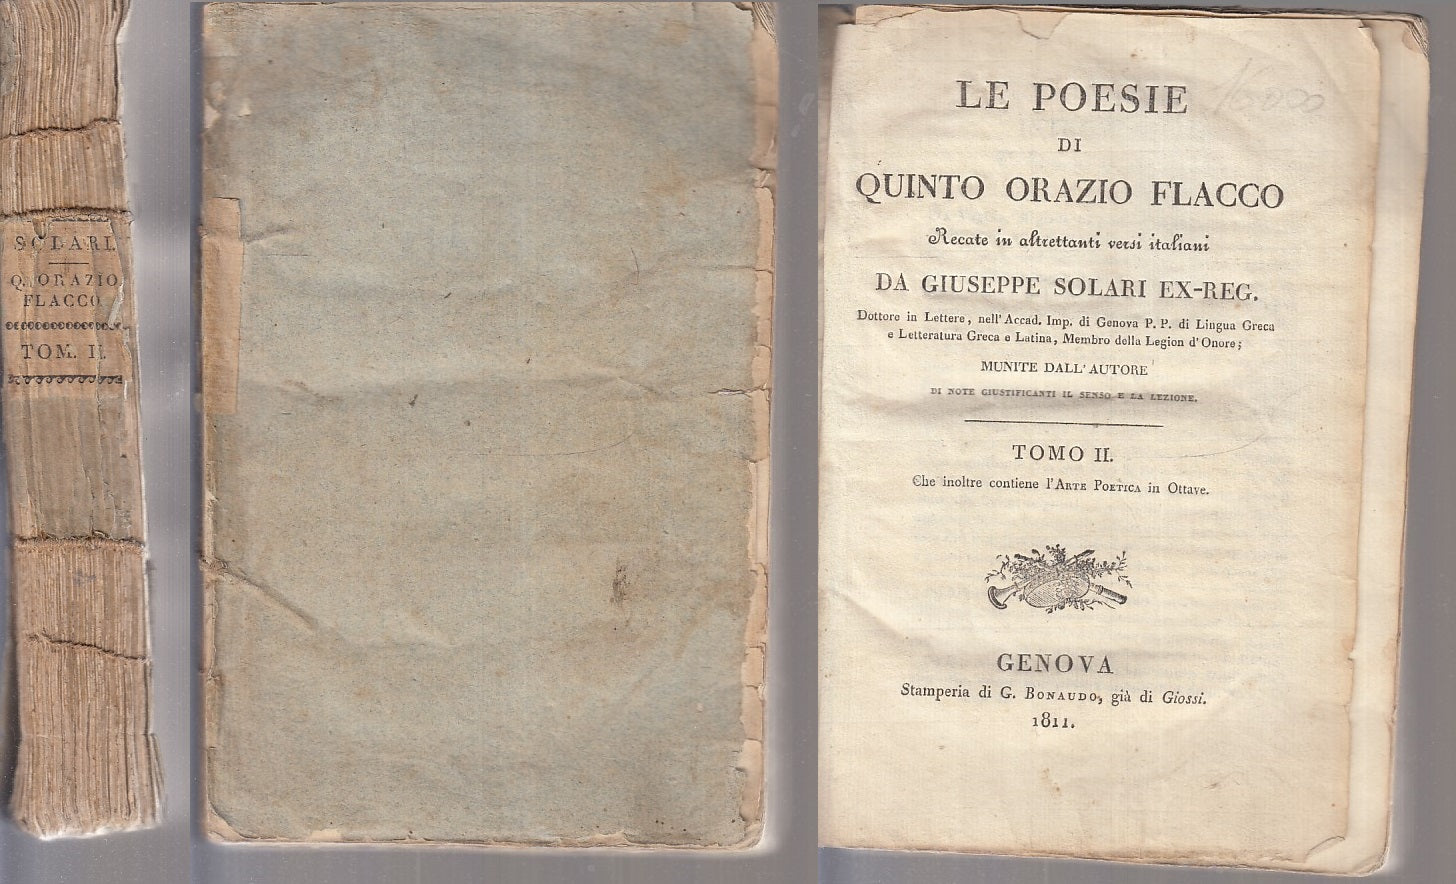 SOLARI
Q. ORAZIO
FLACCO
TOM. II.
LE POESIE
DI
QUINTO ORAZIO FLACCO
Recate in altrettanti versi italiani
DA GIUSEPPE SOLARI EX-REG.
Dottore in Lettere, nell'Accad. Imp. di Genova P. P. di Lingua Greca
e Letteratura Greca e Latina, Membro della Legion d'Onore;
MUNITE DALL'AUTORE
DI NOTE GIUSTIFICANTI IL SENSO E LA LEZIONE.
TOMO II.
Che inoltre contiene l'ARTE POETICA in Ottave.
GENOVA
Stamperia di G. BONAUDO, già di Giossi.
1811.